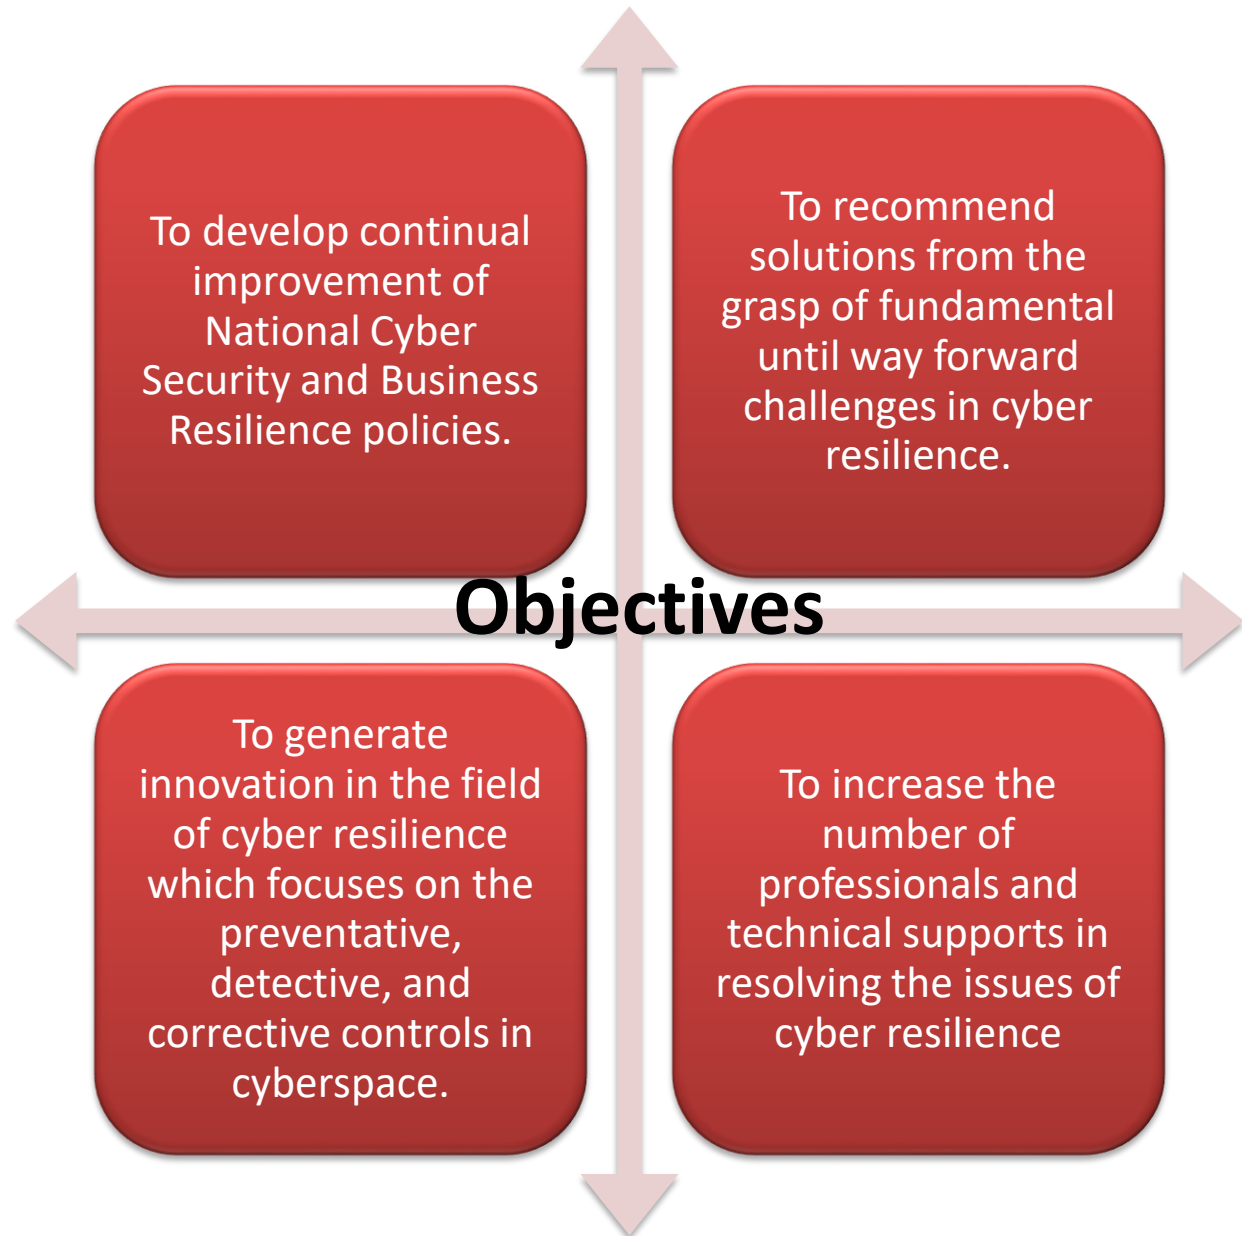 To develop continual
improvement of
National Cyber
Security and Business
Resilience policies.
To recommend
solutions from the
grasp of fundamental
until way forward
challenges in cyber
resilience.
Objectives
To generate
innovation in the field
of cyber resilience
which focuses on the
preventative,
detective, and
corrective controls in
cyberspace.
To increase the
number of
professionals and
technical supports in
resolving the issues of
cyber resilience